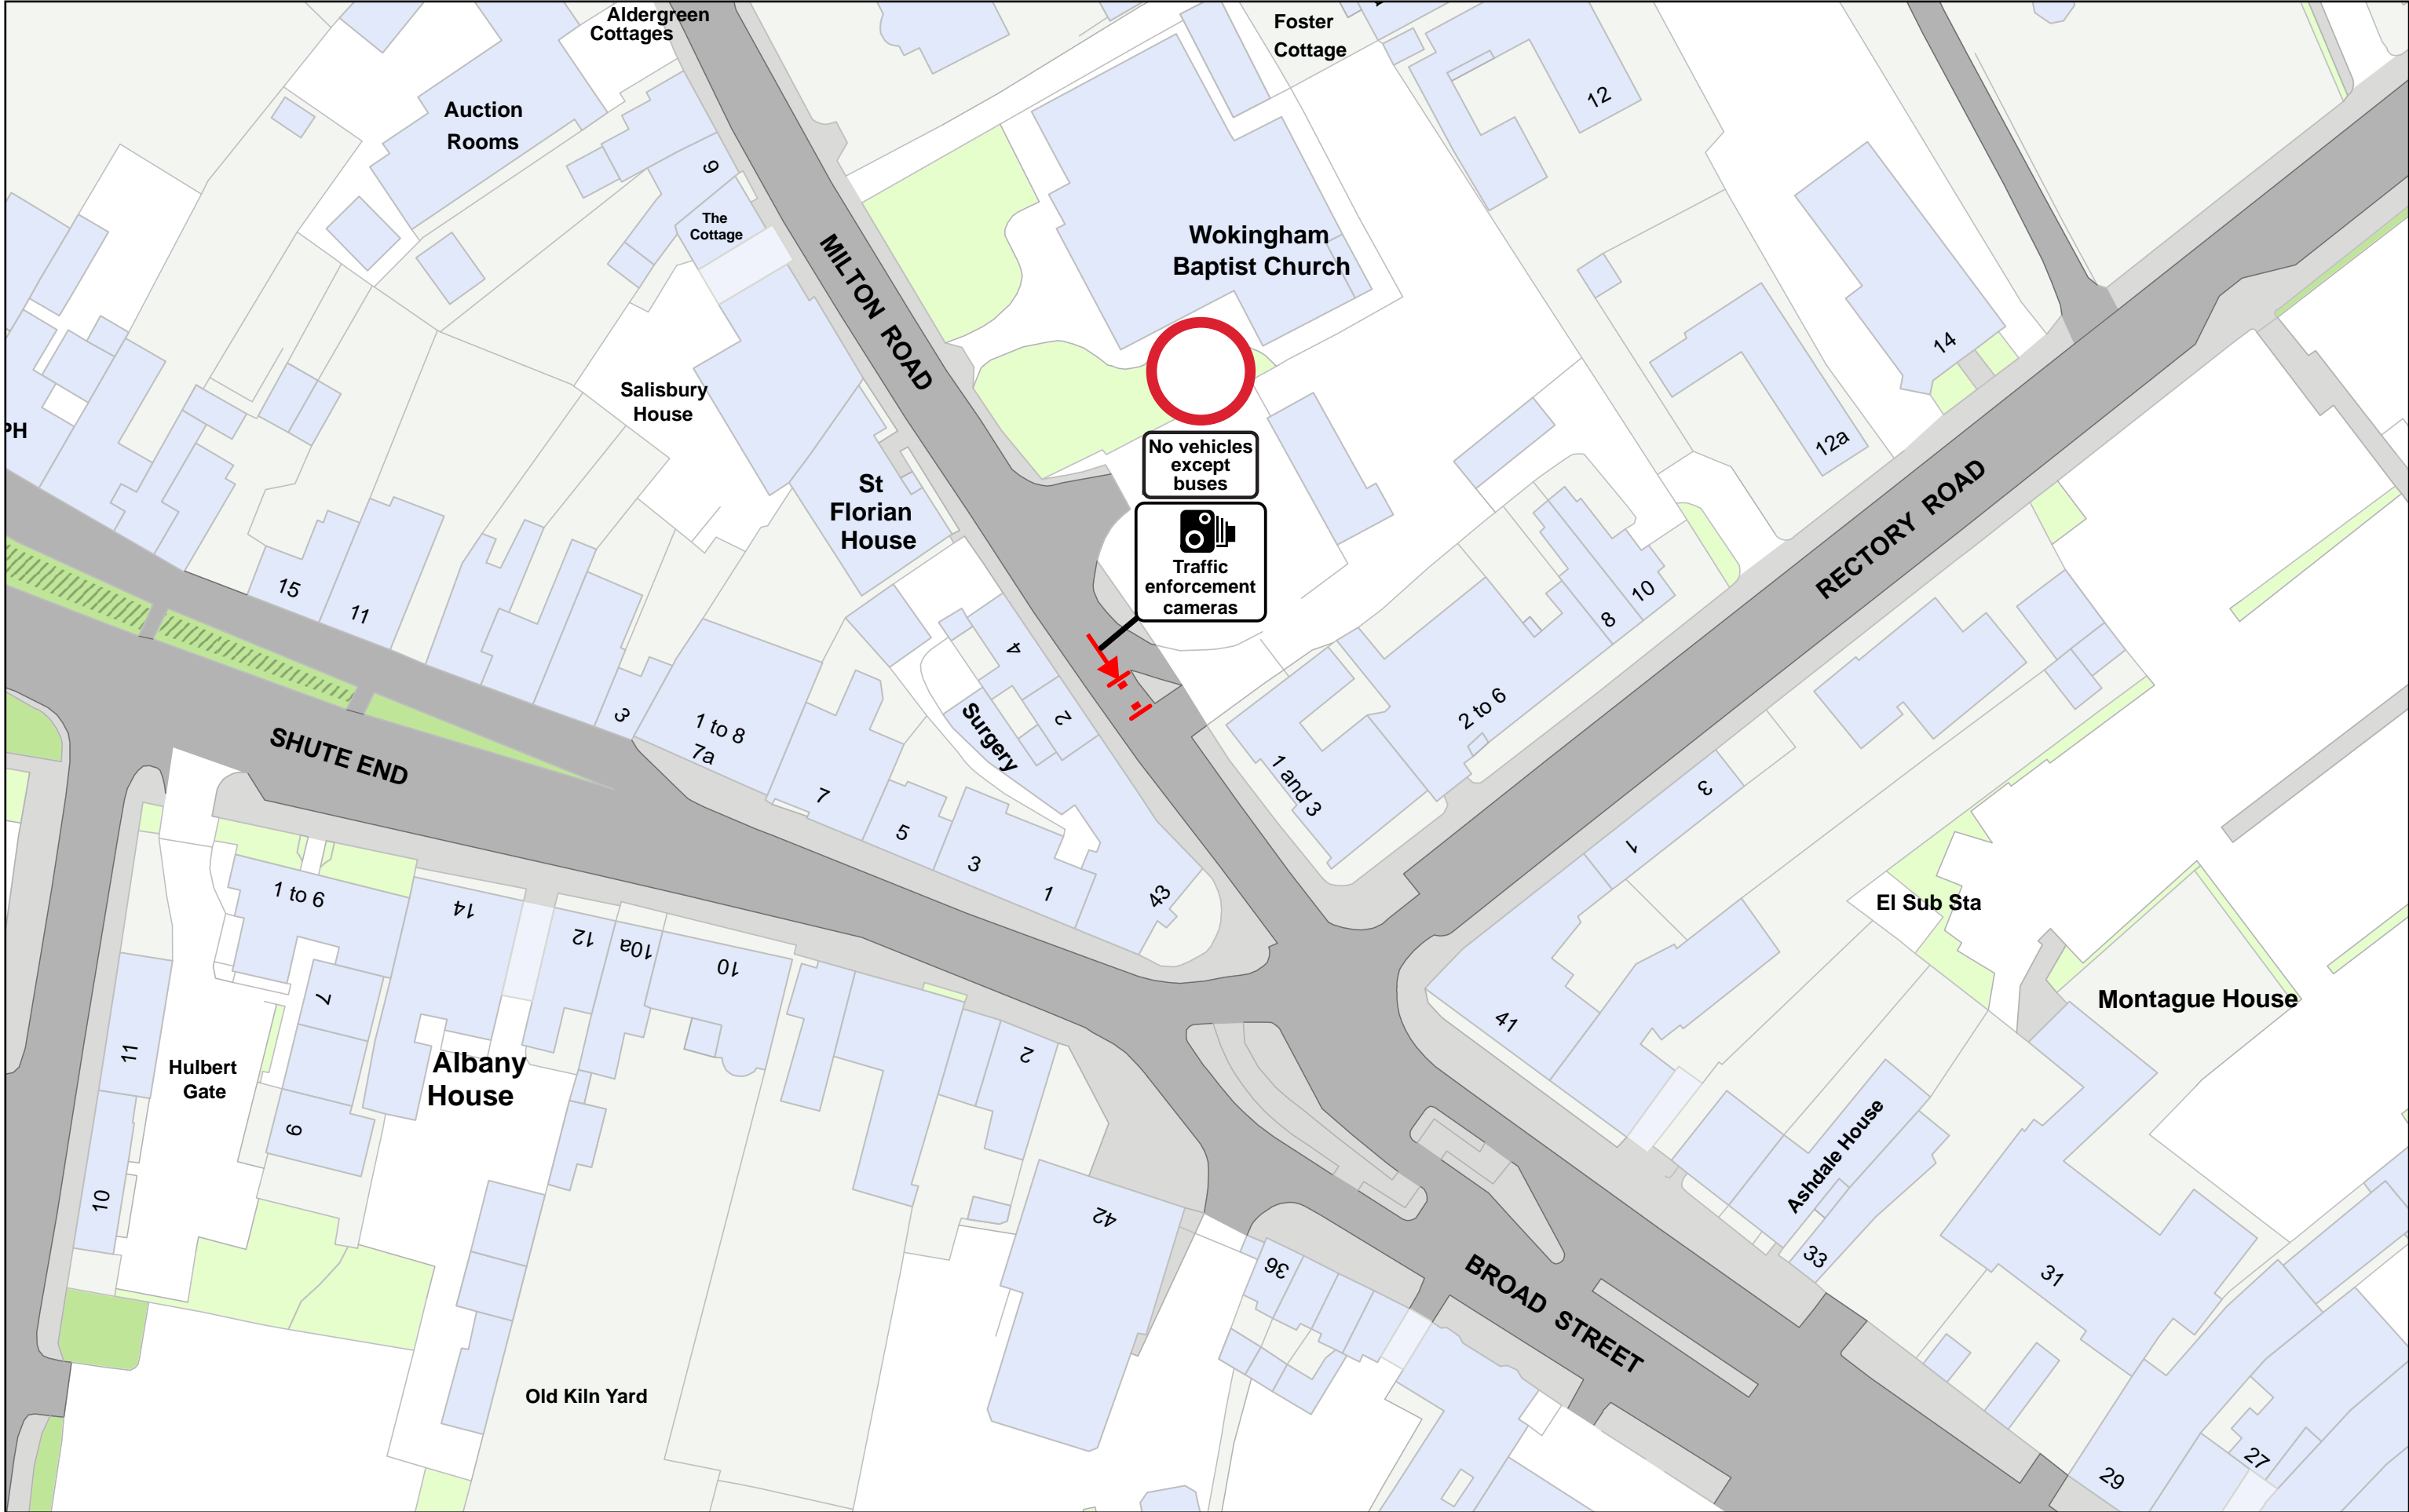 Aldergreen
Cottages
Foster
Cottage
Auction
Rooms
12
9
The
Cottage
MILTON ROAD
Wokingham
Baptist Church
14
Salisbury
House
PH
12a
No vehicles
except
buses
St
Florian
House
Traffic
enforcement
cameras
RECTORY ROAD
15
11
10
8
4
2
Surgery
3
1 to 8
7a
2 to 6
SHUTE END
1 and 3
7
5
3
1
43
3
1
1 to 9
14
12
10a
10
El Sub Sta
Montague House
7
41
2
11
Hulbert
Gate
Albany
House
9
10
42
36
Ashdale House
33
31
BROAD STREET
Old Kiln Yard
29
27